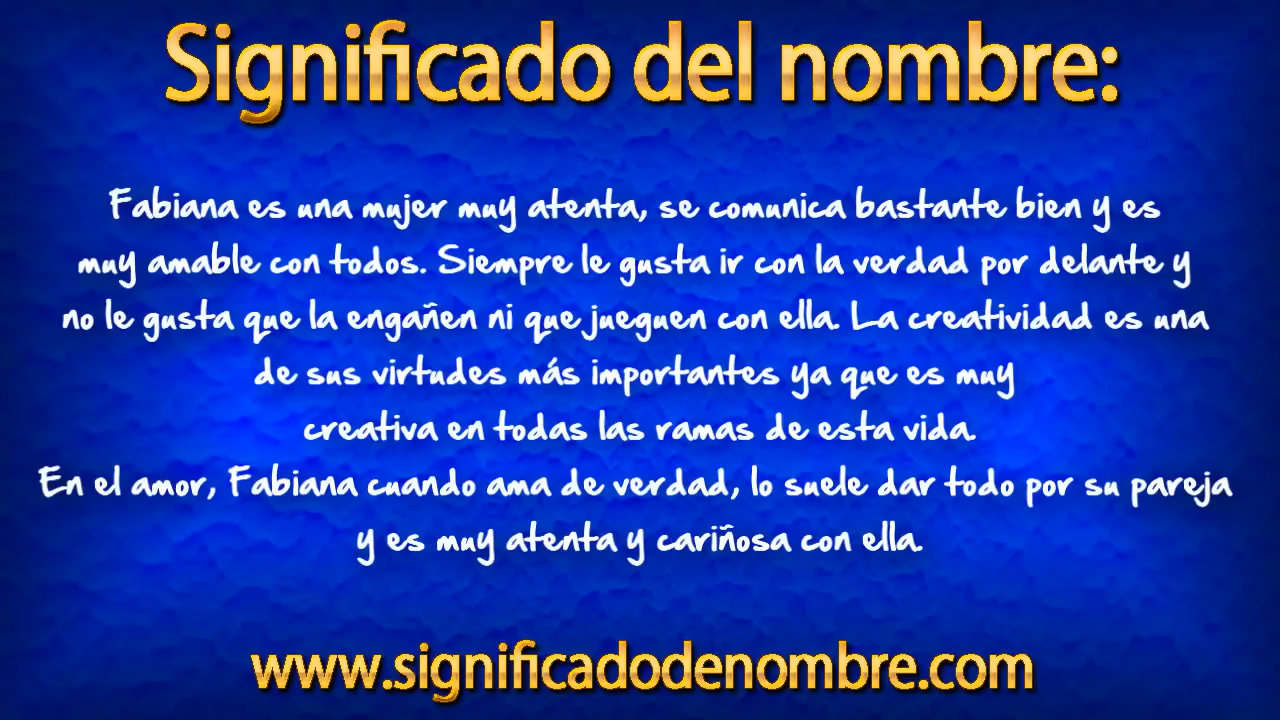 Significado del nombre:
Fabiana es una mujer muy atenta, se comunica bastante bien y es
muy amable con todos. Siempre le gusta ir con la verdad por delante y
no le gusta que la engañen ni que jueguen con ella. La creatividad es una
de sus virtudes más importantes ya que es muy
creativa en todas las ramas de esta vida.
En el amor, Fabiana cuando ama de verdad, lo suele dar todo por su pareja
y es muy atenta y cariñosa con ella.
www.significadodenombre.com